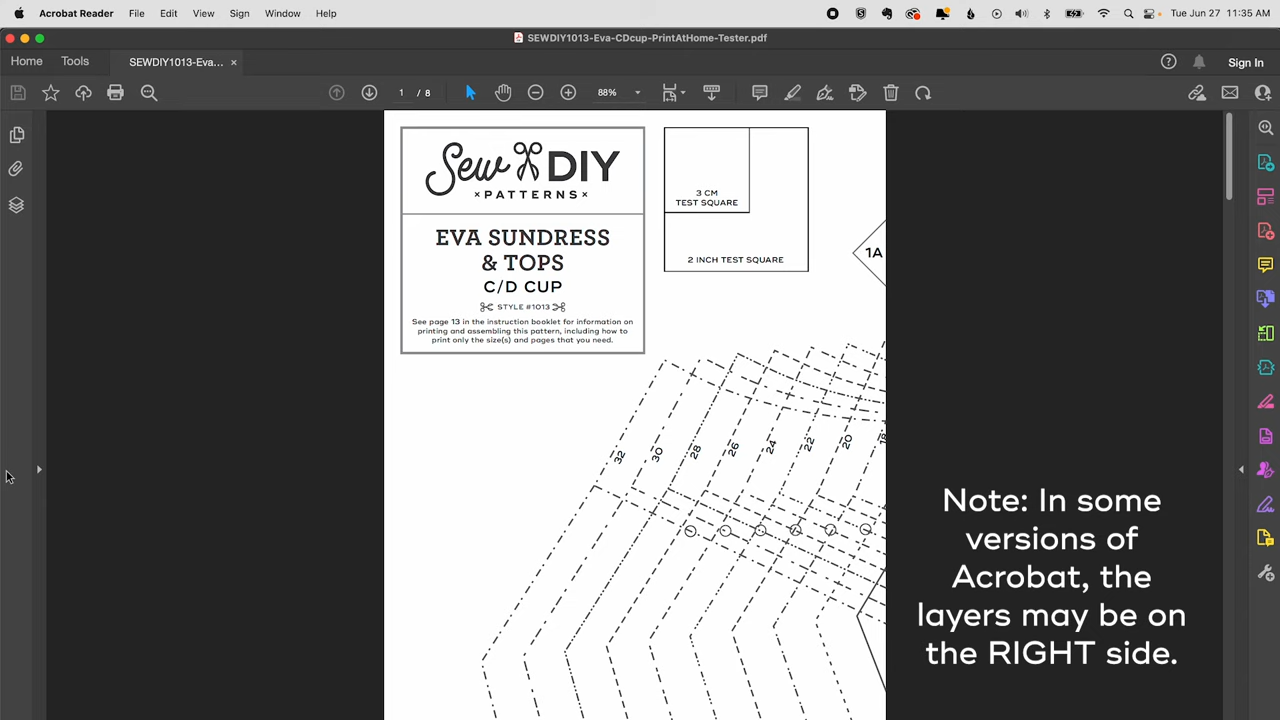 Acrobat Reader File Edit View Sign Window Help Tue Jun 27 11:35 AM
SEWDIY1013-Eva-CDcup-PrintAtHome-Tester.pdf
Home Tools SEWDIY1013-Eva... × Sign In
1 / 8 88%
Sew DIY
×PATTERNS×
EVA SUNDRESS
& TOPS
C/D CUP
STYLE #1013
See page 13 in the instruction booklet for information on
printing and assembling this pattern, including how to
print only the size(s) and pages that you need.
3 CM
TEST SQUARE
2 INCH TEST SQUARE
1A
32 30 28 26 24 22 20 18
Note: In some
versions of
Acrobat, the
layers may be on
the RIGHT side.